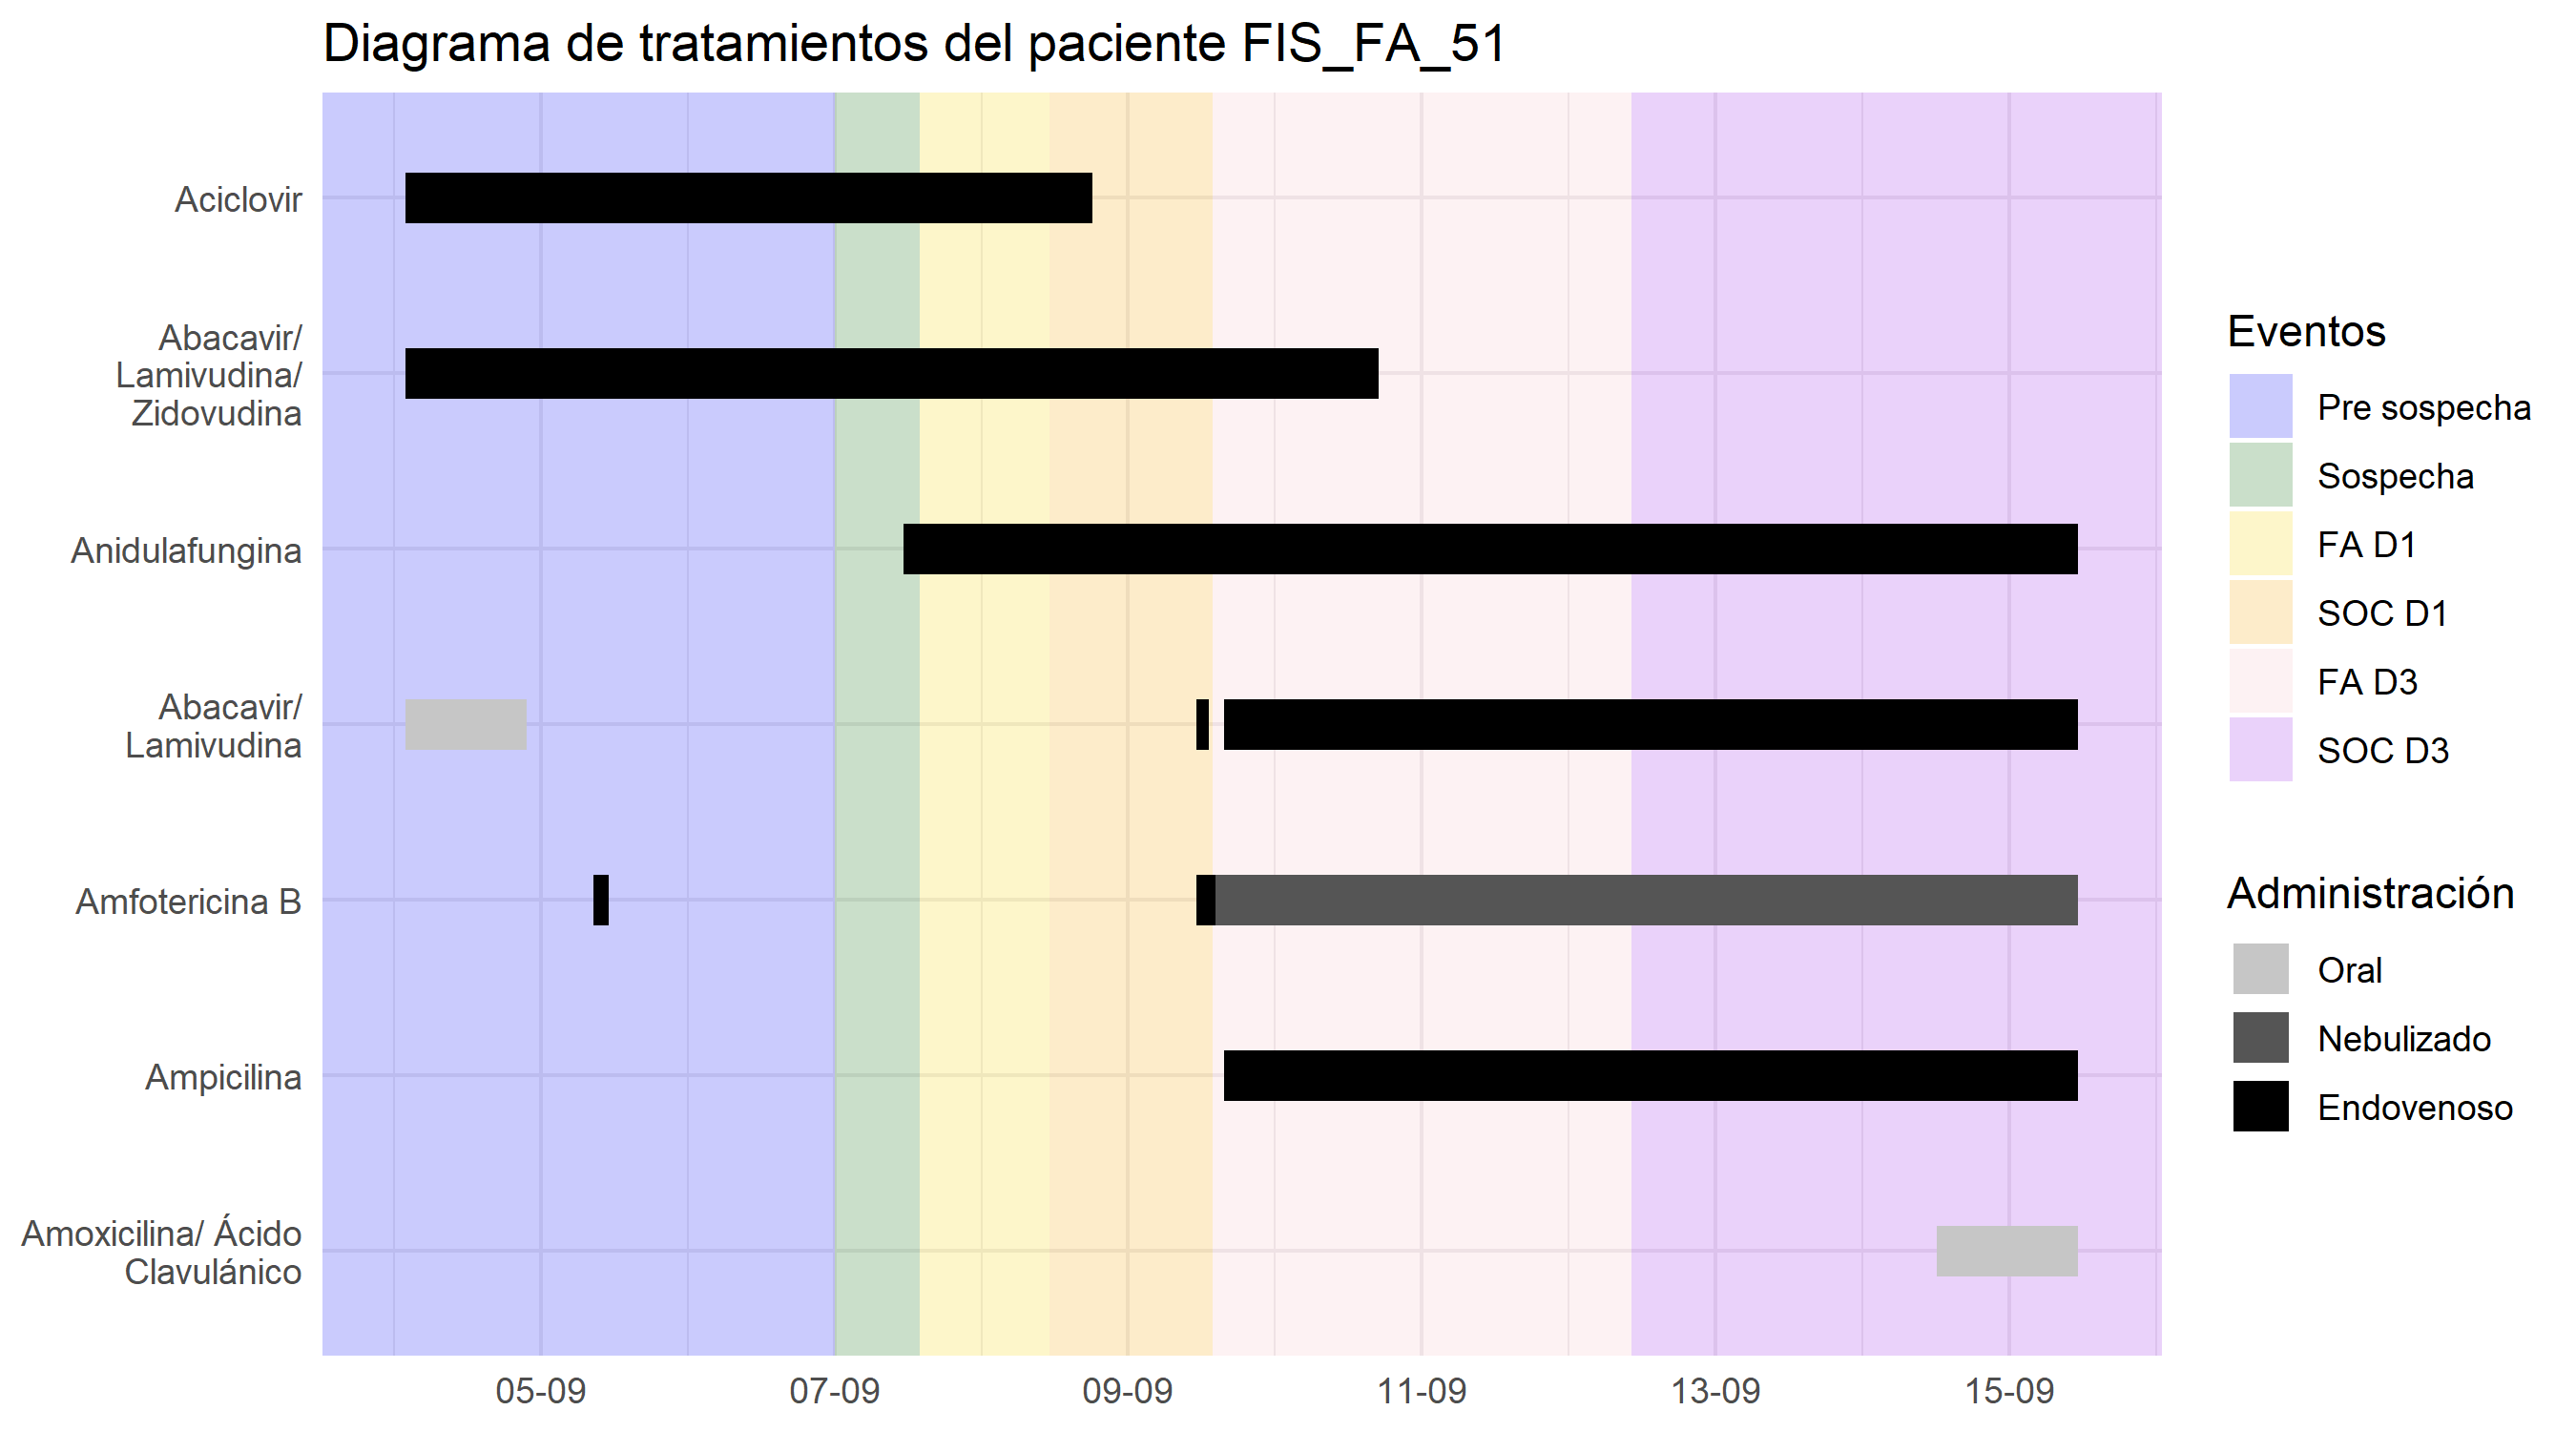 Diagrama de tratamientos del paciente FIS_FA_51
Aciclovir
Abacavir/
Lamivudina/
Zidovudina
Anidulafungina
Abacavir/
Lamivudina
Amfotericina B
Ampicilina
Amoxicilina/ Ácido
Clavulánico
05-09
07-09
09-09
11-09
13-09
15-09
Eventos
Pre sospecha
Sospecha
FA D1
SOC D1
FA D3
SOC D3
Administración
Oral
Nebulizado
Endovenoso